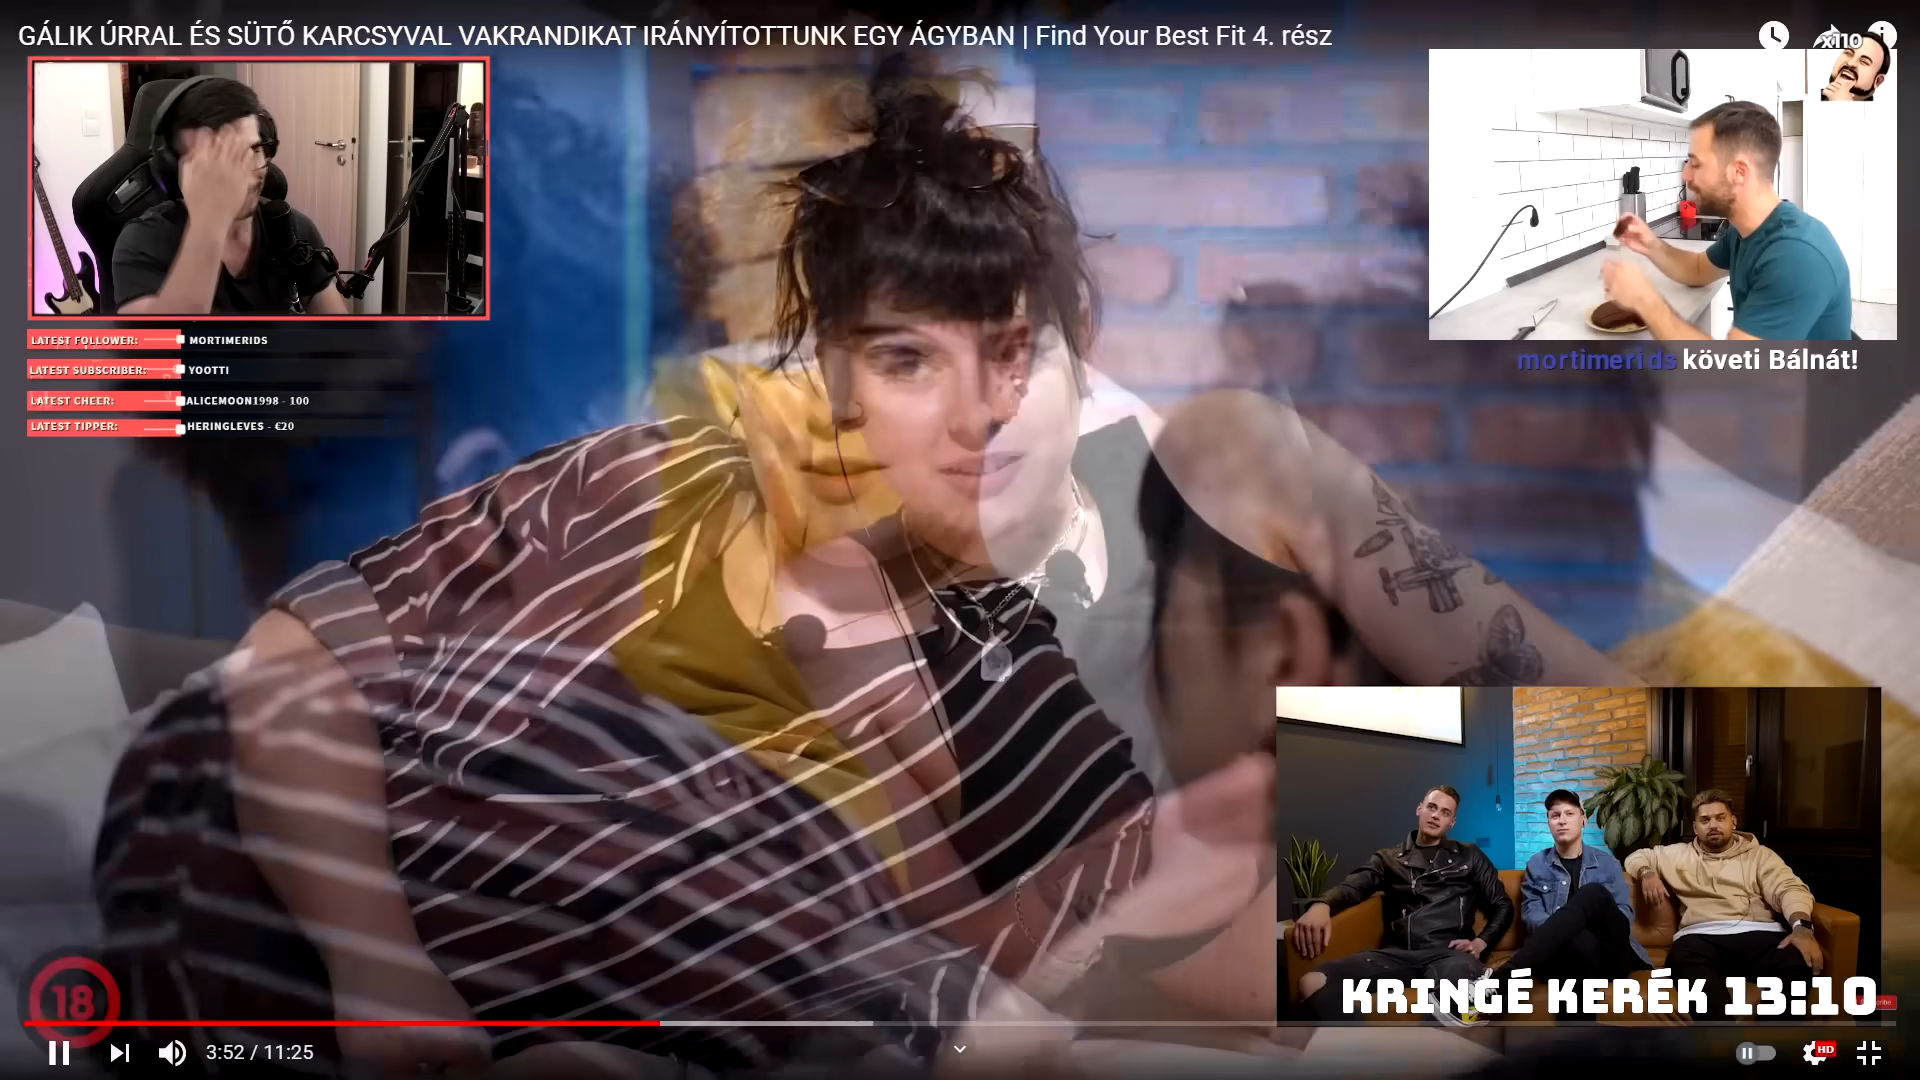 GÁLIK ÚRRAL ÉS SÜTŐ KARCSYVAL VAKRANDIKAT IRÁNYÍTOTTUNK EGY ÁGYBAN | Find Your Best Fit 4. rész
x110
LATEST FOLLOWER: MORTIMERIDS
LATEST SUBSCRIBER: YOOTTI
LATEST CHEER: ALICEMOON1998 - 100
LATEST TIPPER: HERINGLEVES - €20
mortimerids követi Bálnát!
18
KRINGÉ KERÉK 13:10
3:52 / 11:25
HD